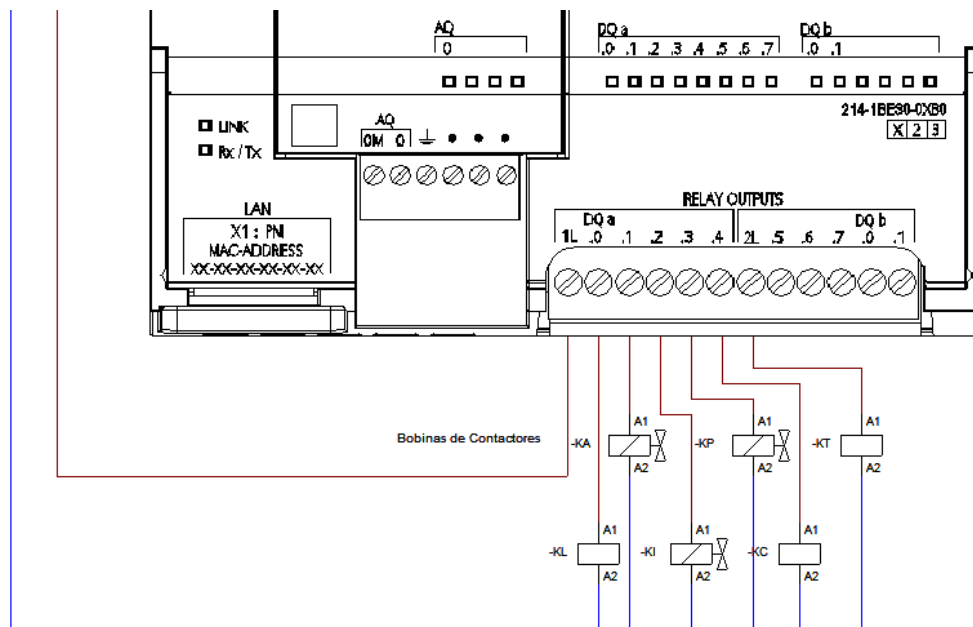 AQ
0
DQ a
.0 .1 .2 .3 .4 .5 .6 .7
DQ b
.0 .1
214-1BE30-0XB0
X 2 3
LINK
Rx / Tx
AQ
0M 0
LAN
X1 : PN
MAC-ADDRESS
XX-XX-XX-XX-XX-XX
RELAY OUTPUTS
DQ a
DQ b
1L .0 .1 .2 .3 .4 2L .5 .6 .7 .0 .1
Bobinas de Contactores
-KA
A1
A2
-KP
A1
A2
-KT
A1
A2
-KL
A1
A2
-KI
A1
A2
-KC
A1
A2